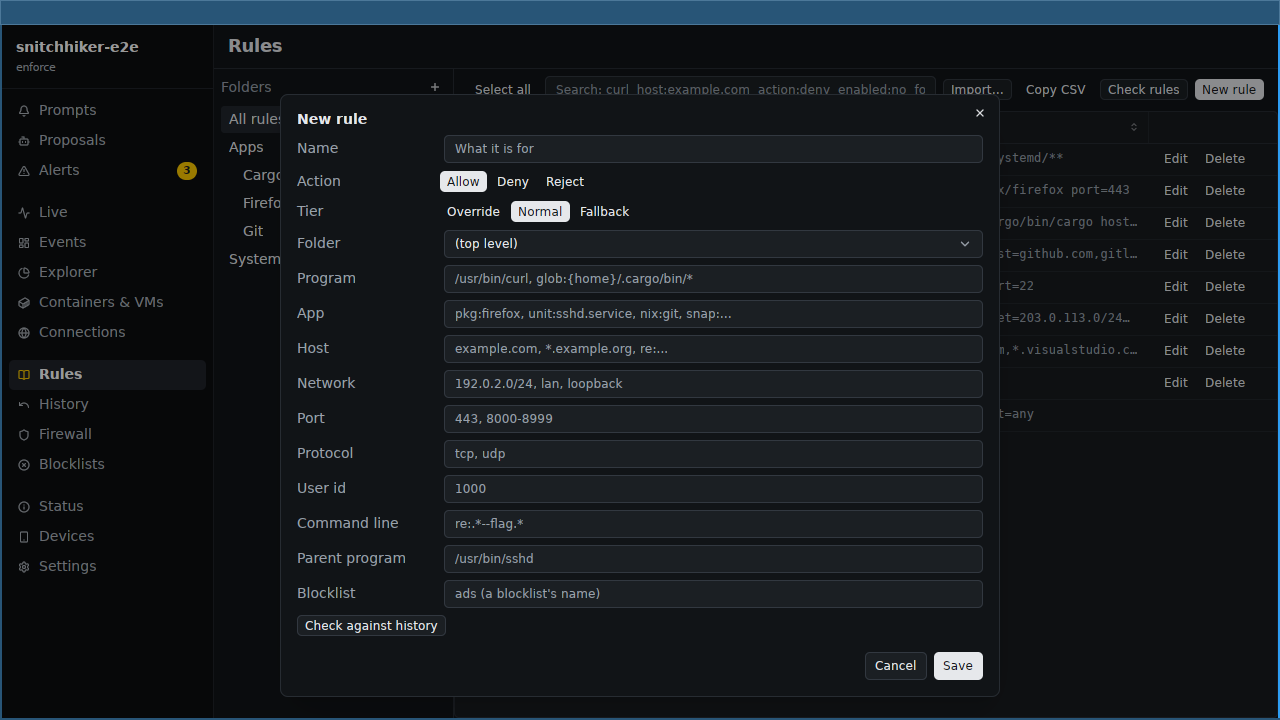 snitchhiker-e2e
enforce
Prompts
Proposals
Alerts
3
Live
Events
Explorer
Containers & VMs
Connections
Rules
History
Firewall
Blocklists
Status
Devices
Settings
Rules
Folders +
Select all
Search: curl host:example.com action:deny enabled:no fo
Import...
Copy CSV
Check rules
New rule
All rules
Apps
Cargo
Firefo
Git
System
ystemd/** Edit Delete
x/firefox port=443 Edit Delete
rgo/bin/cargo host… Edit Delete
st=github.com,gitl… Edit Delete
rt=22 Edit Delete
et=203.0.113.0/24… Edit Delete
m,*.visualstudio.c… Edit Delete
Edit Delete
t=any
New rule
×
Name What it is for
Action Allow Deny Reject
Tier Override Normal Fallback
Folder (top level)
Program /usr/bin/curl, glob:{home}/.cargo/bin/*
App pkg:firefox, unit:sshd.service, nix:git, snap:...
Host example.com, *.example.org, re:...
Network 192.0.2.0/24, lan, loopback
Port 443, 8000-8999
Protocol tcp, udp
User id 1000
Command line re:.*--flag.*
Parent program /usr/bin/sshd
Blocklist ads (a blocklist's name)
Check against history
Cancel Save